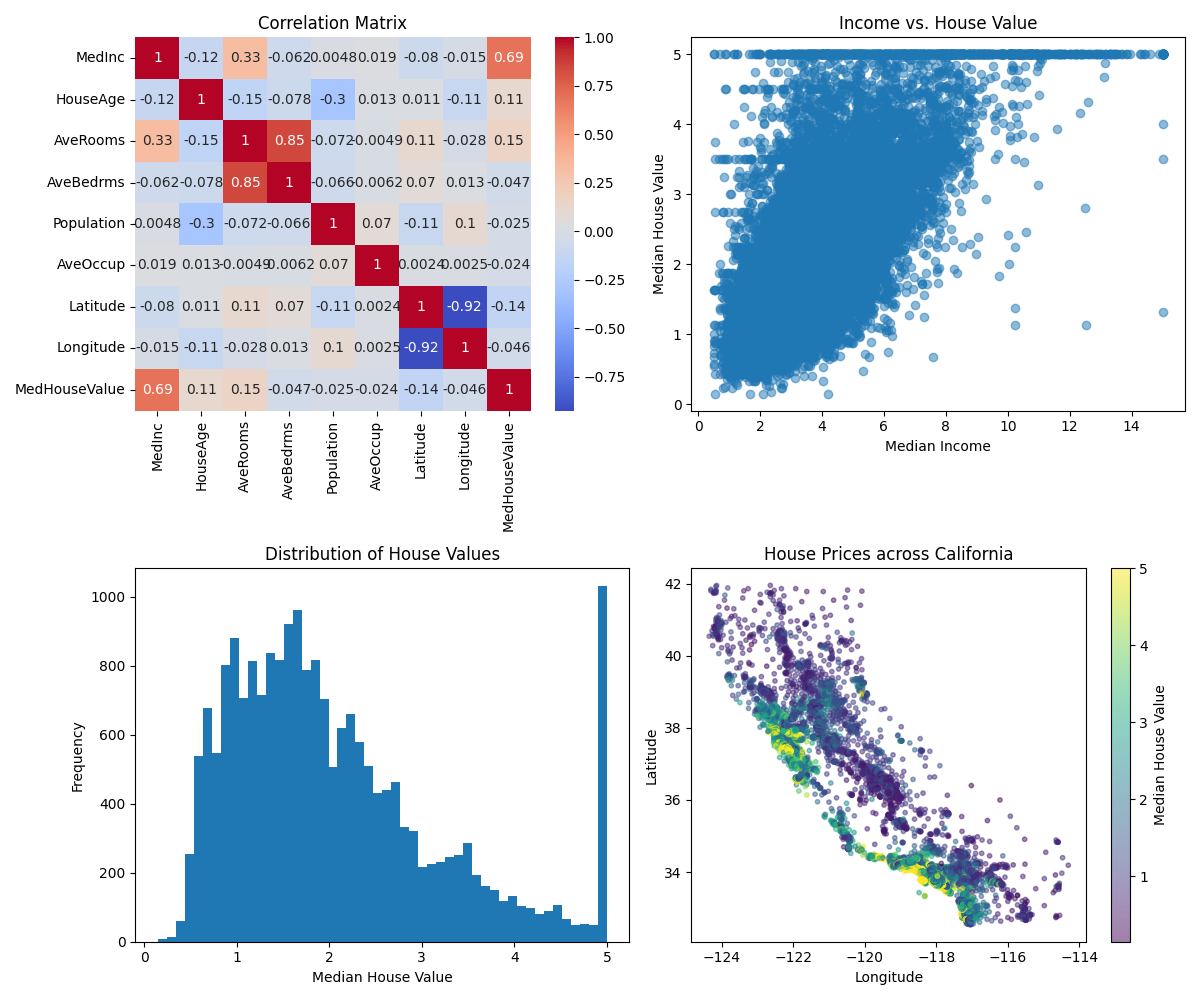 Correlation Matrix
MedInc 1 -0.12 0.33 -0.062 0.0048 0.019 -0.08 -0.015 0.69
HouseAge -0.12 1 -0.15 -0.078 -0.3 0.013 0.011 -0.11 0.11
AveRooms 0.33 -0.15 1 0.85 -0.072 -0.0049 0.11 -0.028 0.15
AveBedrms -0.062 -0.078 0.85 1 -0.066 -0.0062 0.07 0.013 -0.047
Population 0.0048 -0.3 -0.072 -0.066 1 0.07 -0.11 0.1 -0.025
AveOccup 0.019 0.013 -0.0049 -0.0062 0.07 1 0.0024 0.0025 -0.024
Latitude -0.08 0.011 0.11 0.07 -0.11 0.0024 1 -0.92 -0.14
Longitude -0.015 -0.11 -0.028 0.013 0.1 0.0025 -0.92 1 -0.046
MedHouseValue 0.69 0.11 0.15 -0.047 -0.025 -0.024 -0.14 -0.046 1
MedInc HouseAge AveRooms AveBedrms Population AveOccup Latitude Longitude MedHouseValue
1.00
0.75
0.50
0.25
0.00
−0.25
−0.50
−0.75
Income vs. House Value
Median House Value
5
4
3
2
1
0
0 2 4 6 8 10 12 14
Median Income
Distribution of House Values
Frequency
1000
800
600
400
200
0
0 1 2 3 4 5
Median House Value
House Prices across California
Latitude
42
40
38
36
34
−124 −122 −120 −118 −116 −114
Longitude
5
4
3
2
1
Median House Value